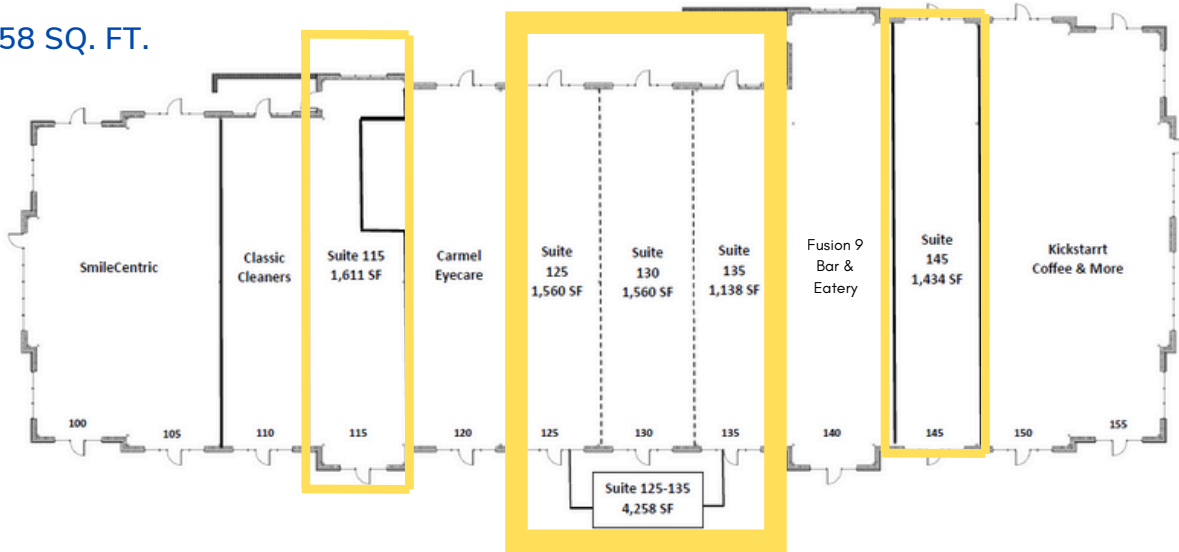 58 SQ. FT.
SmileCentric
Classic
Cleaners
Suite 115
1,611 SF
Carmel
Eyecare
Suite
125
1,560 SF
Suite
130
1,560 SF
Suite
135
1,138 SF
Fusion 9
Bar &
Eatery
Suite
145
1,434 SF
Kickstarrt
Coffee & More
100
105
110
115
120
125
130
135
140
145
150
155
Suite 125-135
4,258 SF